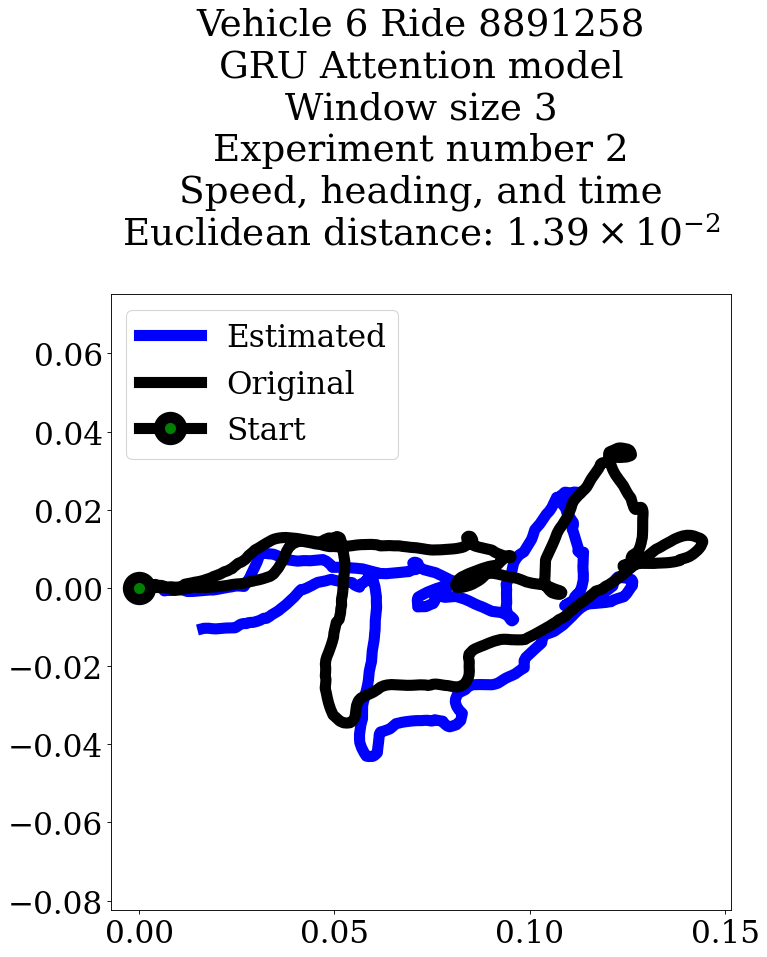 Vehicle 6 Ride 8891258
GRU Attention model
Window size 3
Experiment number 2
Speed, heading, and time
Euclidean distance: 1.39 × 10⁻²
Estimated
Original
Start
0.06
0.04
0.02
0.00
−0.02
−0.04
−0.06
−0.08
0.00 0.05 0.10 0.15